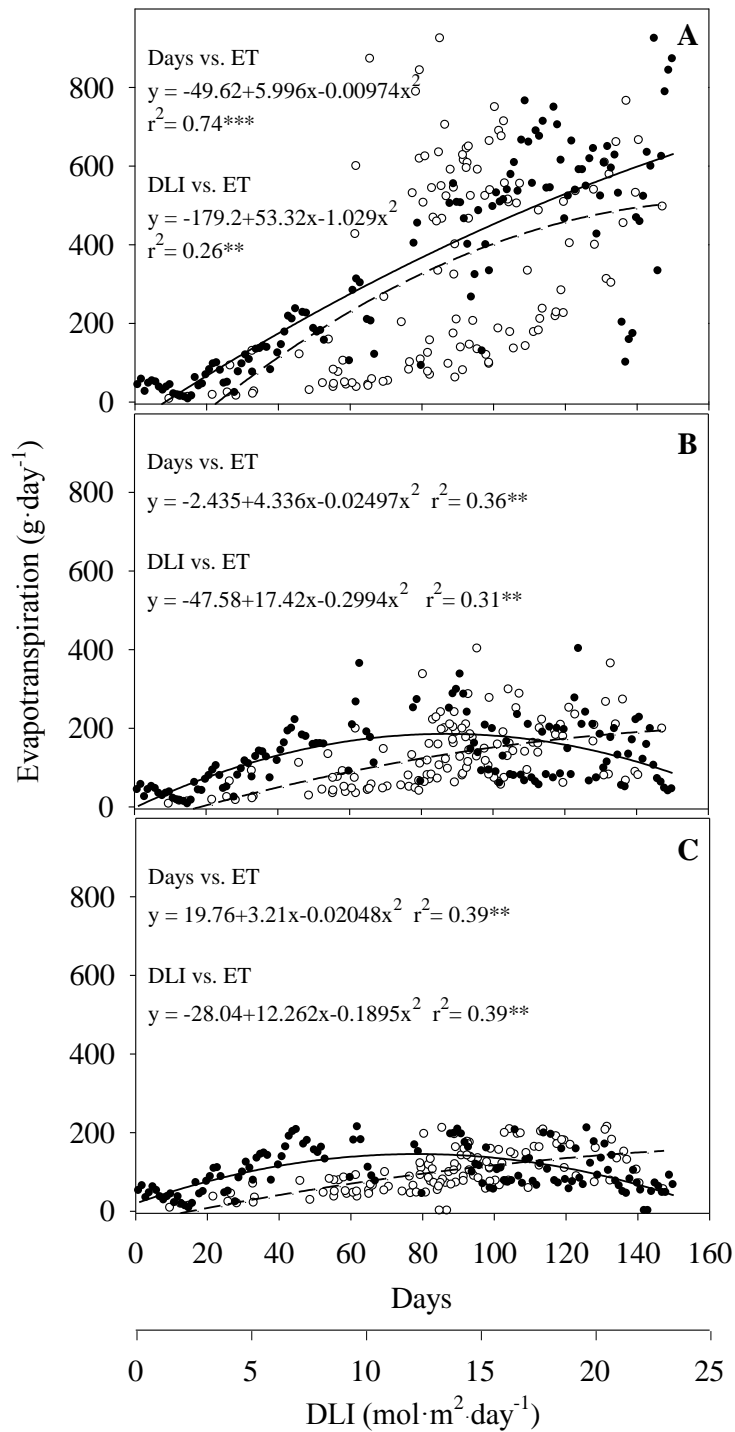 A
Days vs. ET
y = -49.62+5.996x-0.00974x²
r² = 0.74***
DLI vs. ET
y = -179.2+53.32x-1.029x²
r² = 0.26**
800
600
400
200
0
B
Days vs. ET
y = -2.435+4.336x-0.02497x² r² = 0.36**
DLI vs. ET
y = -47.58+17.42x-0.2994x² r² = 0.31**
800
600
400
200
0
Evapotranspiration (g·day⁻¹)
C
Days vs. ET
y = 19.76+3.21x-0.02048x² r² = 0.39**
DLI vs. ET
y = -28.04+12.262x-0.1895x² r² = 0.39**
800
600
400
200
0
0 20 40 60 80 100 120 140 160
Days
0 5 10 15 20 25
DLI (mol·m²·day⁻¹)